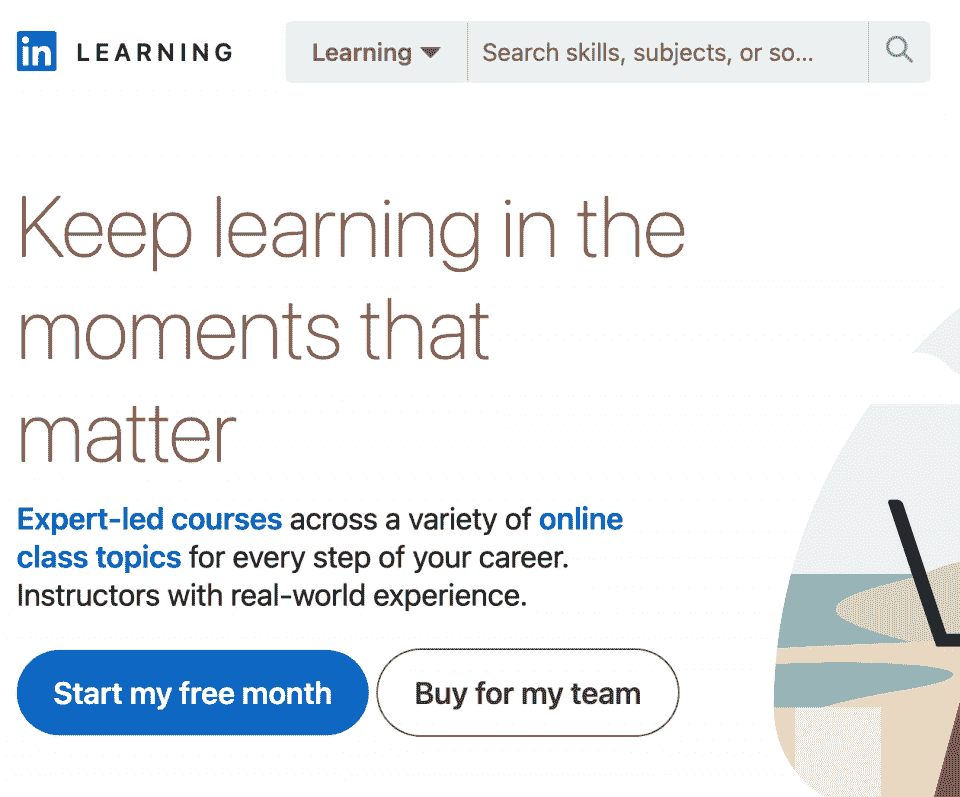 in LEARNING
Learning
Search skills, subjects, or so...
Keep learning in the
moments that
matter
Expert-led courses across a variety of online
class topics for every step of your career.
Instructors with real-world experience.
Start my free month
Buy for my team